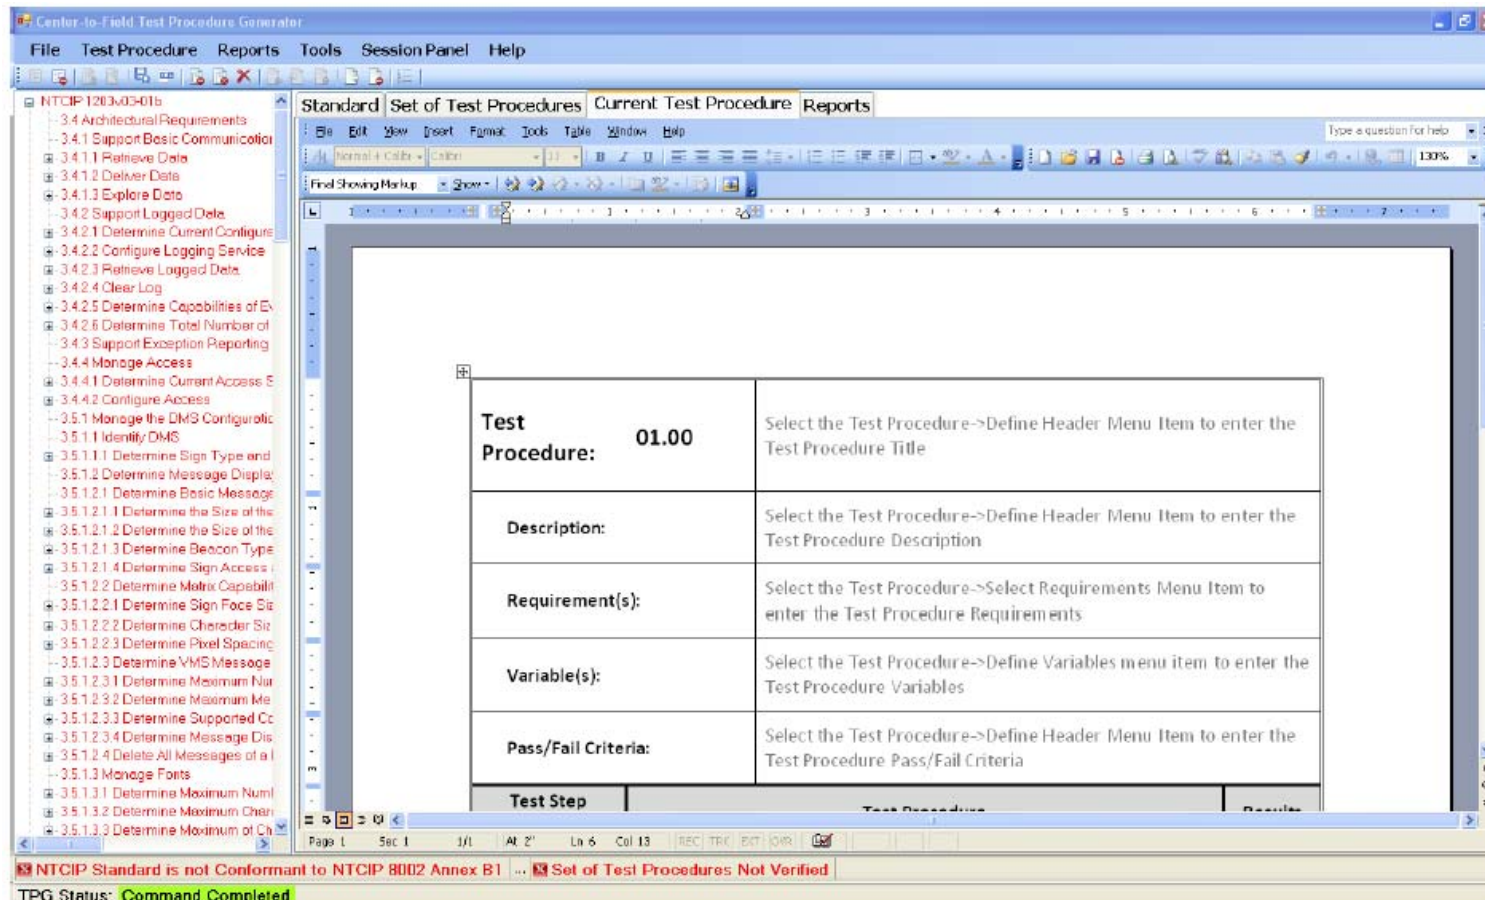 Center-to-Field Test Procedure Generator
File Test Procedure Reports Tools Session Panel Help
NTCIP 1203v03-01b
3.4 Architectural Requirements
3.4.1 Support Basic Communication
3.4.1.1 Retrieve Data
3.4.1.2 Deliver Data
3.4.1.3 Explore Data
3.4.2 Support Logged Data
3.4.2.1 Determine Current Configura
3.4.2.2 Configure Logging Service
3.4.2.3 Retrieve Logged Data
3.4.2.4 Clear Log
3.4.2.5 Determine Capabilities of Ev
3.4.2.6 Determine Total Number of
3.4.3 Support Exception Reporting
3.4.4 Manage Access
3.4.4.1 Determine Current Access S
3.4.4.2 Configure Access
3.5.1 Manage the DMS Configuratic
3.5.1.1 Identify DMS
3.5.1.1.1 Determine Sign Type and
3.5.1.2 Determine Message Display
3.5.1.2.1 Determine Basic Message
3.5.1.2.1.1 Determine the Size of the
3.5.1.2.1.2 Determine the Size of the
3.5.1.2.1.3 Determine Beacon Type
3.5.1.2.1.4 Determine Sign Access
3.5.1.2.2 Determine Matrix Capabilit
3.5.1.2.2.1 Determine Sign Face Siz
3.5.1.2.2.2 Determine Character Siz
3.5.1.2.2.3 Determine Pixel Spacing
3.5.1.2.3 Determine VMS Message
3.5.1.2.3.1 Determine Maximum Nur
3.5.1.2.3.2 Determine Maximum Me
3.5.1.2.3.3 Determine Supported Cc
3.5.1.2.3.4 Determine Message Dis
3.5.1.2.4 Delete All Messages of a
3.5.1.3 Manage Fonts
3.5.1.3.1 Determine Maximum Numl
3.5.1.3.2 Determine Maximum Char
3.5.1.3.3 Determine Maximum of Ch
Standard Set of Test Procedures Current Test Procedure Reports
File Edit View Insert Format Tools Table Window Help Type a question for help
Normal + Calibr Calibri 11 B I U 130%
Final Showing Markup Show
1 1 2 3 4 5 6 7
Test Procedure: 01.00
Select the Test Procedure->Define Header Menu Item to enter the
Test Procedure Title
Description:
Select the Test Procedure->Define Header Menu Item to enter the
Test Procedure Description
Requirement(s):
Select the Test Procedure->Select Requirements Menu Item to
enter the Test Procedure Requirements
Variable(s):
Select the Test Procedure->Define Variables menu item to enter the
Test Procedure Variables
Pass/Fail Criteria:
Select the Test Procedure->Define Header Menu Item to enter the
Test Procedure Pass/Fail Criteria
Test Step
Test Procedure Results
Page 1 Sec 1 1/1 At 2" Ln 6 Col 13 REC TRK EXT OVR
NTCIP Standard is not Conformant to NTCIP 8002 Annex B1 ... Set of Test Procedures Not Verified
TPG Status: Command Completed